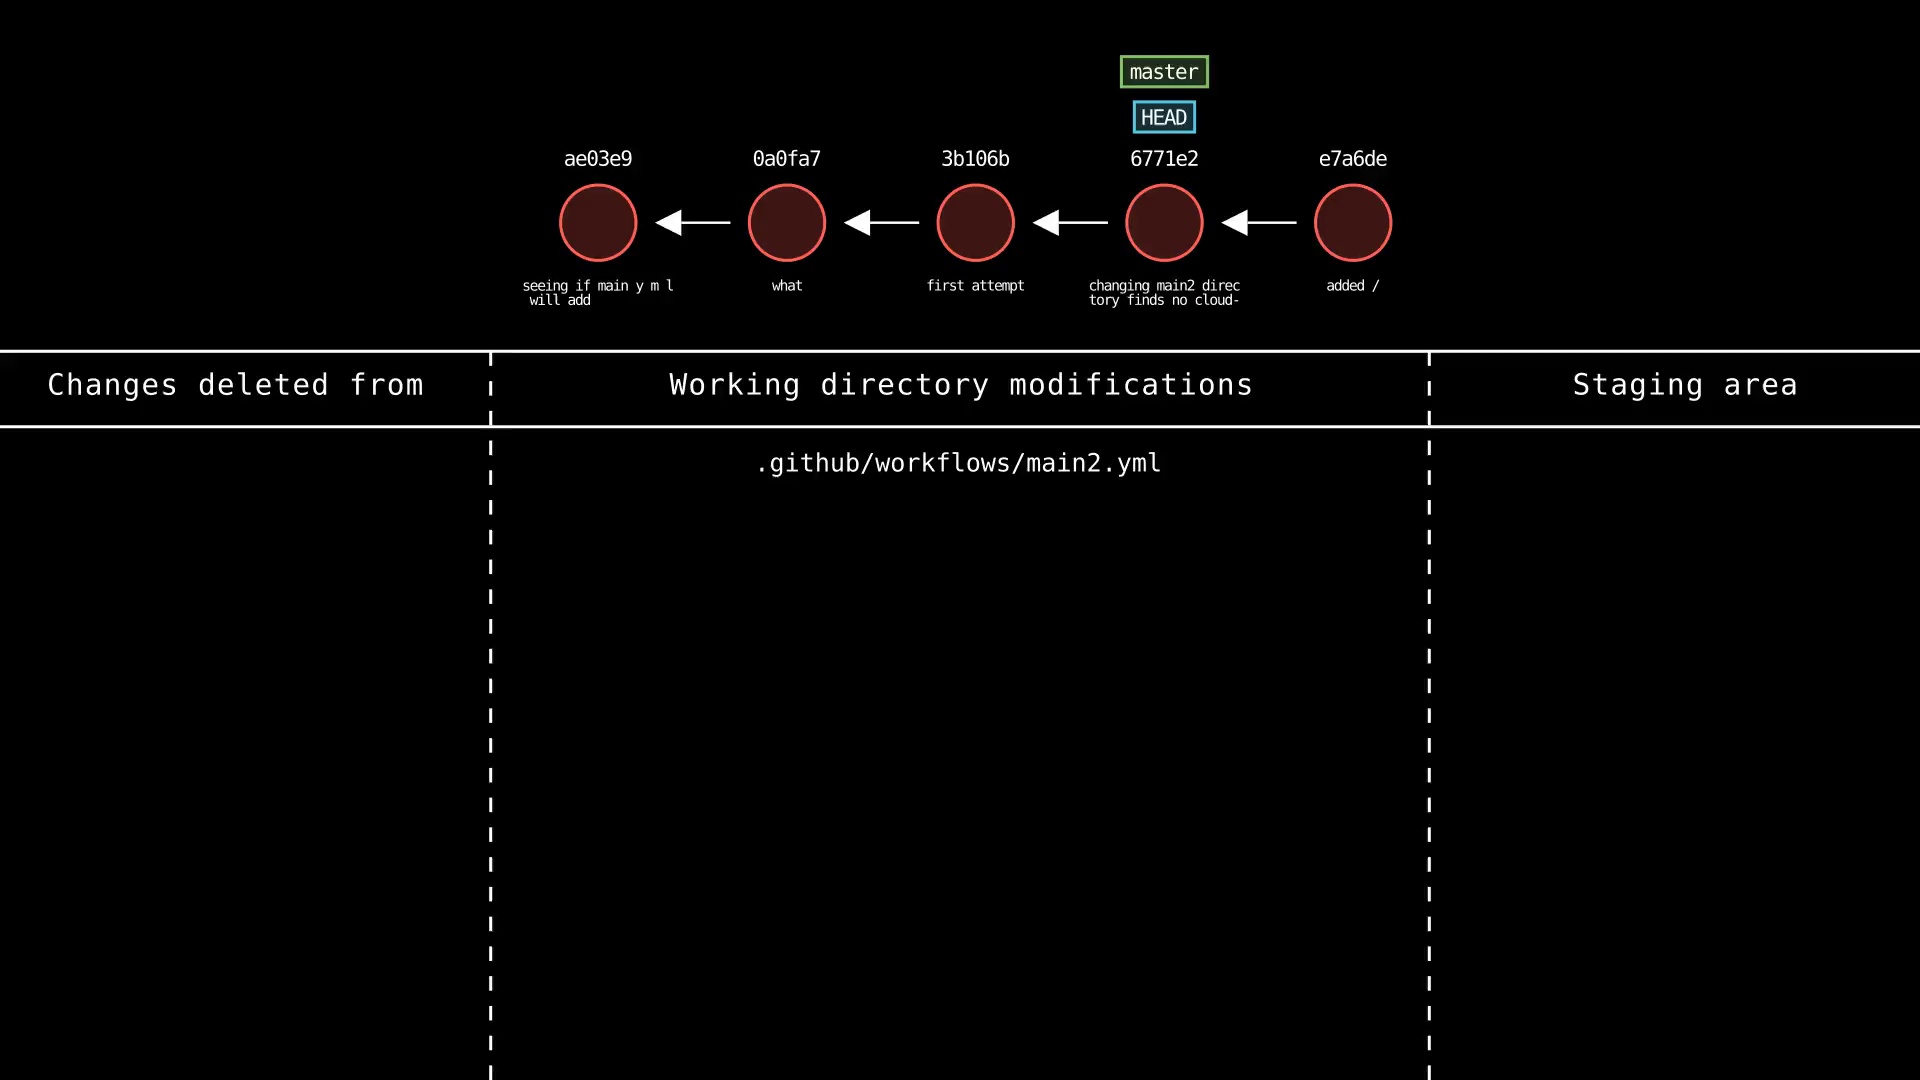 master
HEAD
ae03e9
0a0fa7
3b106b
6771e2
e7a6de
seeing if main y m l
will add
what
first attempt
changing main2 direc
tory finds no cloud-
added /
Changes deleted from
Working directory modifications
Staging area
.github/workflows/main2.yml